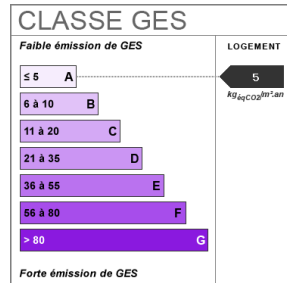 CLASSE GES
Faible émission de GES
LOGEMENT
≤ 5 A
5
kgéqCO2/m².an
6 à 10 B
11 à 20 C
21 à 35 D
36 à 55 E
56 à 80 F
> 80 G
Forte émission de GES